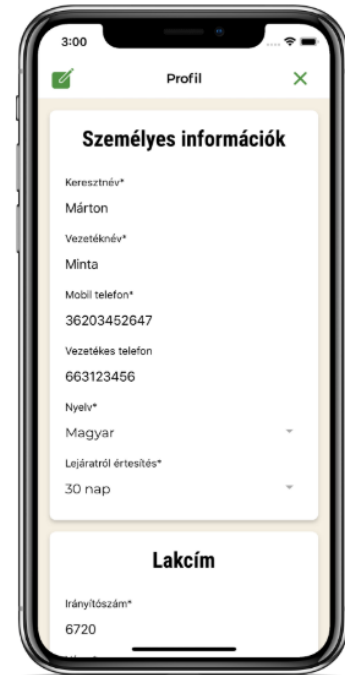 3:00
Profil
Személyes információk
Keresztnév*
Márton
Vezetéknév*
Minta
Mobil telefon*
36203452647
Vezetékes telefon
663123456
Nyelv*
Magyar
Lejáratról értesítés*
30 nap
Lakcím
Irányítószám*
6720